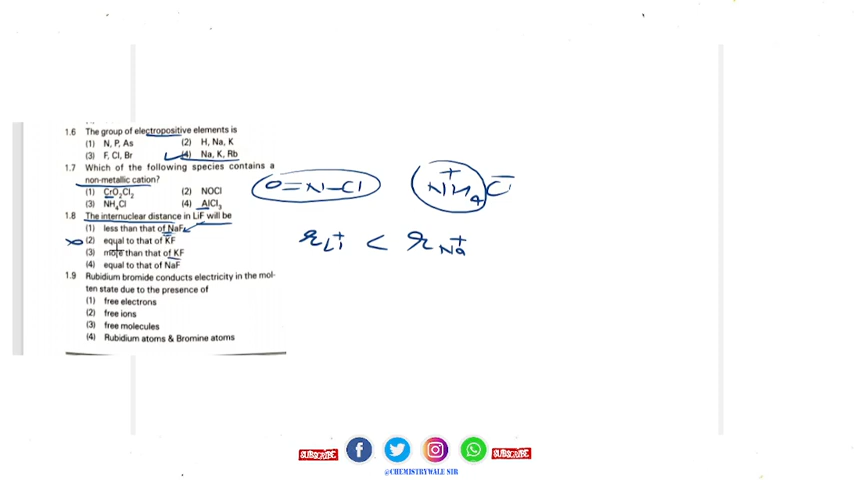 1.6 The group of electropositive elements is
(1) N, P, As (2) H, Na, K
(3) F, Cl, Br (4) Na, K, Rb
1.7 Which of the following species contains a
non-metallic cation?
(1) CrO2Cl2 (2) NOCl
(3) NH4Cl (4) AlCl3
O=N-Cl
N+H4 Cl-
1.8 The internuclear distance in LiF will be
(1) less than that of NaF
(2) equal to that of KF
(3) more than that of KF
(4) equal to that of NaF
rLi+ < rNa+
1.9 Rubidium bromide conducts electricity in the mol-
ten state due to the presence of
(1) free electrons
(2) free ions
(3) free molecules
(4) Rubidium atoms & Bromine atoms
SUBSCRIBE SUBSCRIBE
@CHEMISTRYWALE SIR